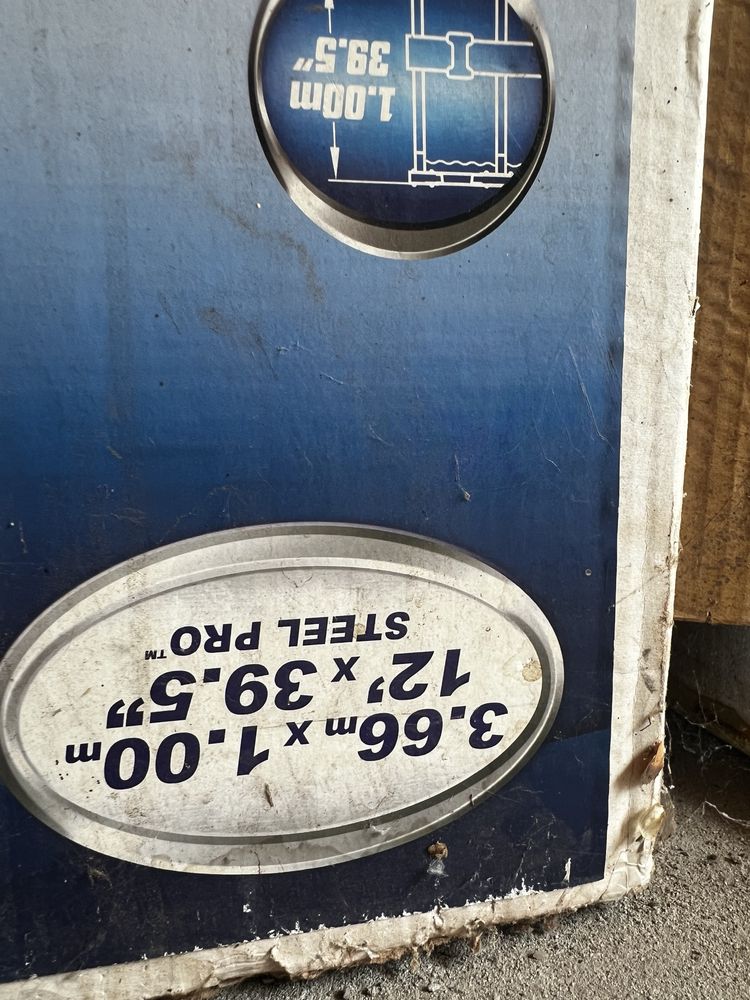 3.66m x 1.00m
12' x 39.5"
STEEL PRO™
1.00m
39.5"